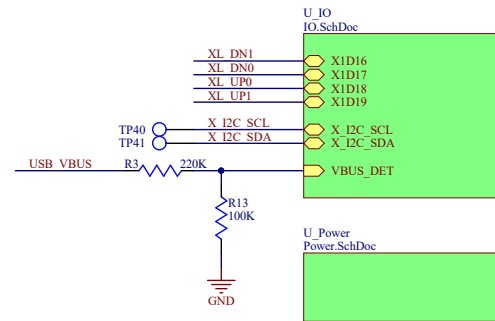 U_IO
IO.SchDoc
XL_DN1 X1D16
XL_DN0 X1D17
XL_UP0 X1D18
XL_UP1 X1D19
TP40 X_I2C_SCL X_I2C_SCL
TP41 X_I2C_SDA X_I2C_SDA
USB_VBUS R3 220K VBUS_DET
R13
100K
GND
U_Power
Power.SchDoc